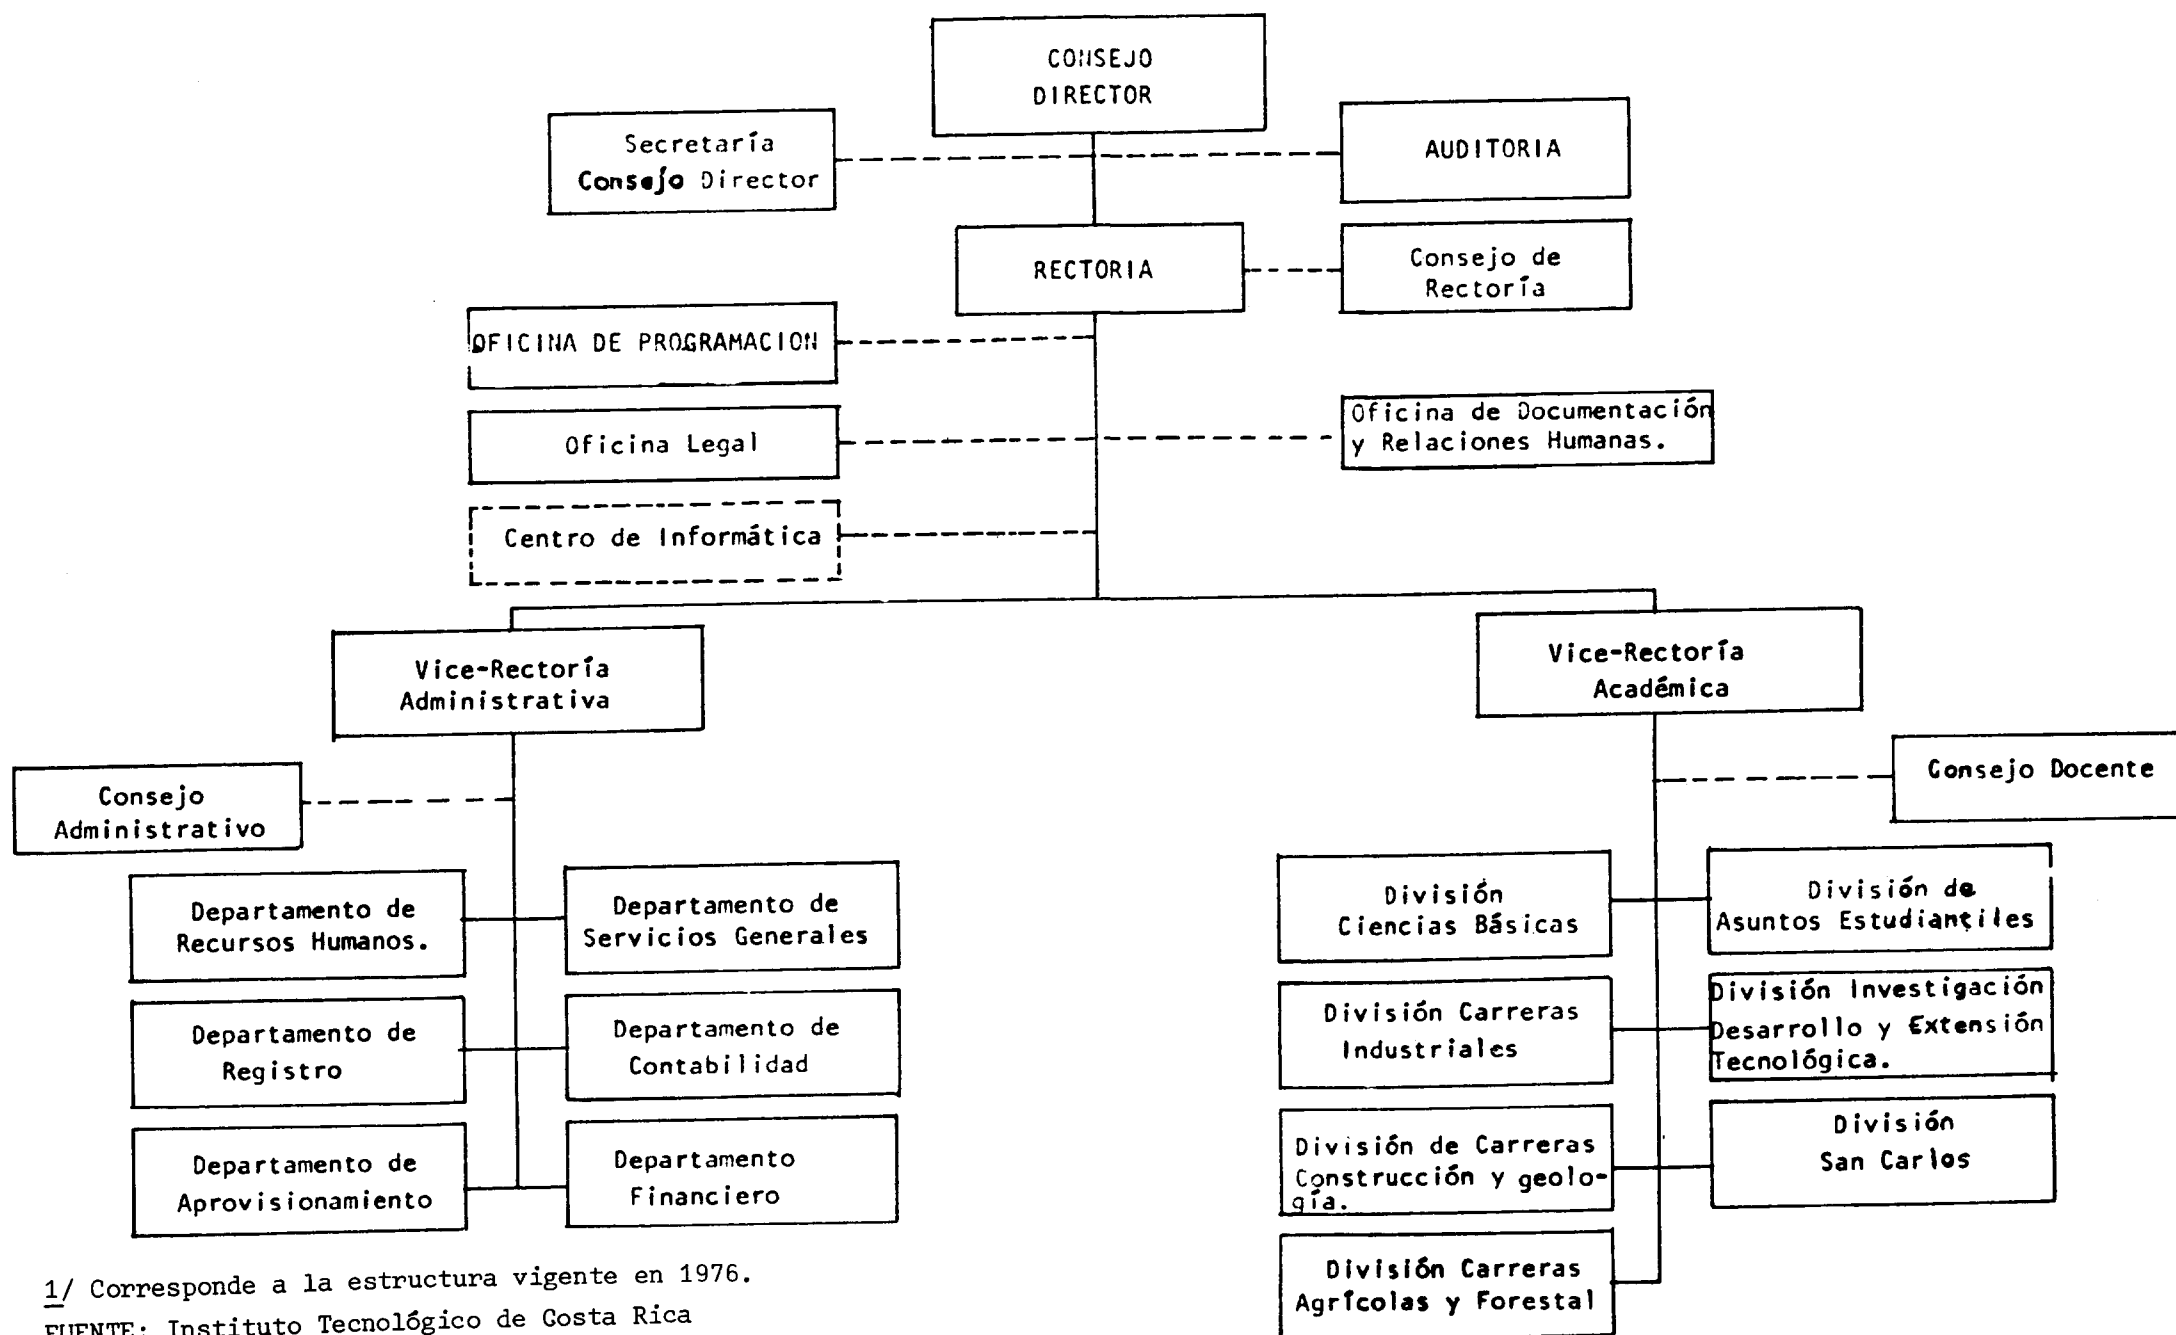 CONSEJO
DIRECTOR
Secretaría
Consejo Director
AUDITORIA
RECTORIA
Consejo de
Rectoría
OFICINA DE PROGRAMACION
Oficina Legal
Oficina de Documentación
y Relaciones Humanas.
Centro de Informática
Vice-Rectoría
Administrativa
Vice-Rectoría
Académica
Consejo
Administrativo
Consejo Docente
Departamento de
Recursos Humanos.
Departamento de
Servicios Generales
Departamento de
Registro
Departamento de
Contabilidad
Departamento de
Aprovisionamiento
Departamento
Financiero
División
Ciencias Básicas
División de
Asuntos Estudiantiles
División Carreras
Industriales
División Investigación
Desarrollo y Extensión
Tecnológica.
División de Carreras
Construcción y geolo-
gía.
División
San Carlos
División Carreras
Agrícolas y Forestal
1/ Corresponde a la estructura vigente en 1976.
FUENTE: Instituto Tecnológico de Costa Rica